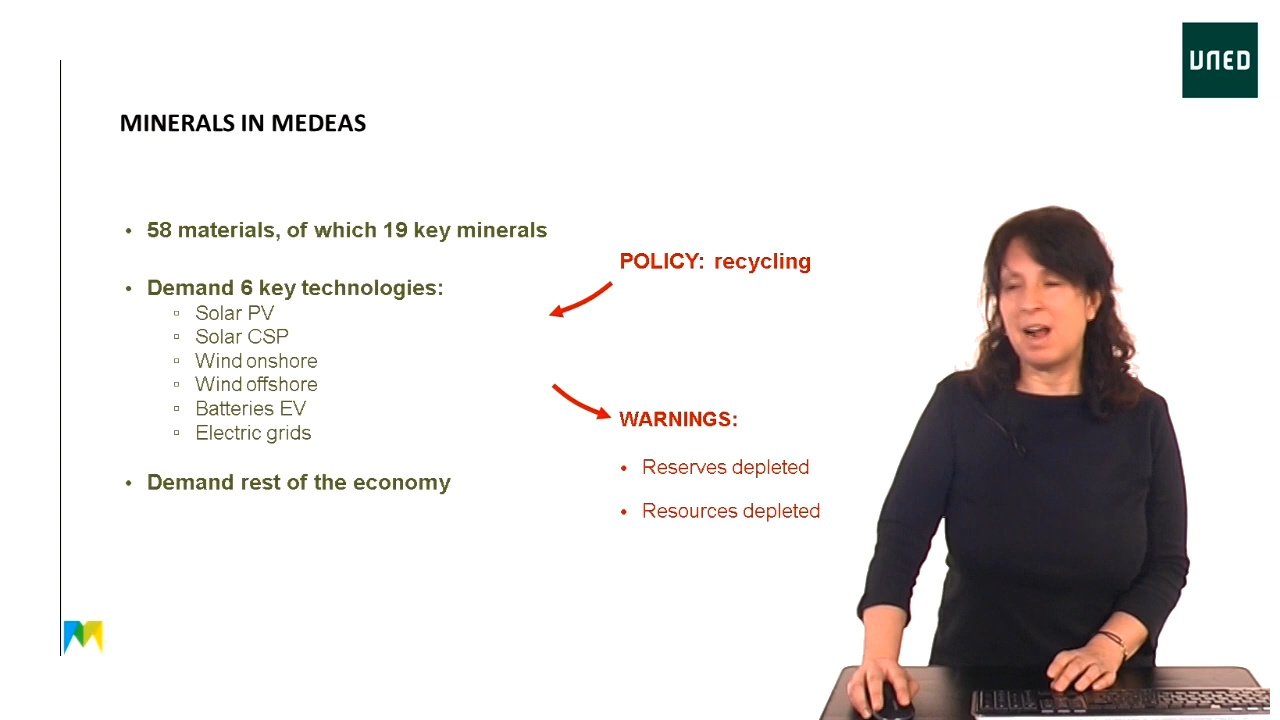 UNED
MINERALS IN MEDEAS
• 58 materials, of which 19 key minerals
• Demand 6 key technologies:
▫ Solar PV
▫ Solar CSP
▫ Wind onshore
▫ Wind offshore
▫ Batteries EV
▫ Electric grids
• Demand rest of the economy
POLICY: recycling
WARNINGS:
• Reserves depleted
• Resources depleted